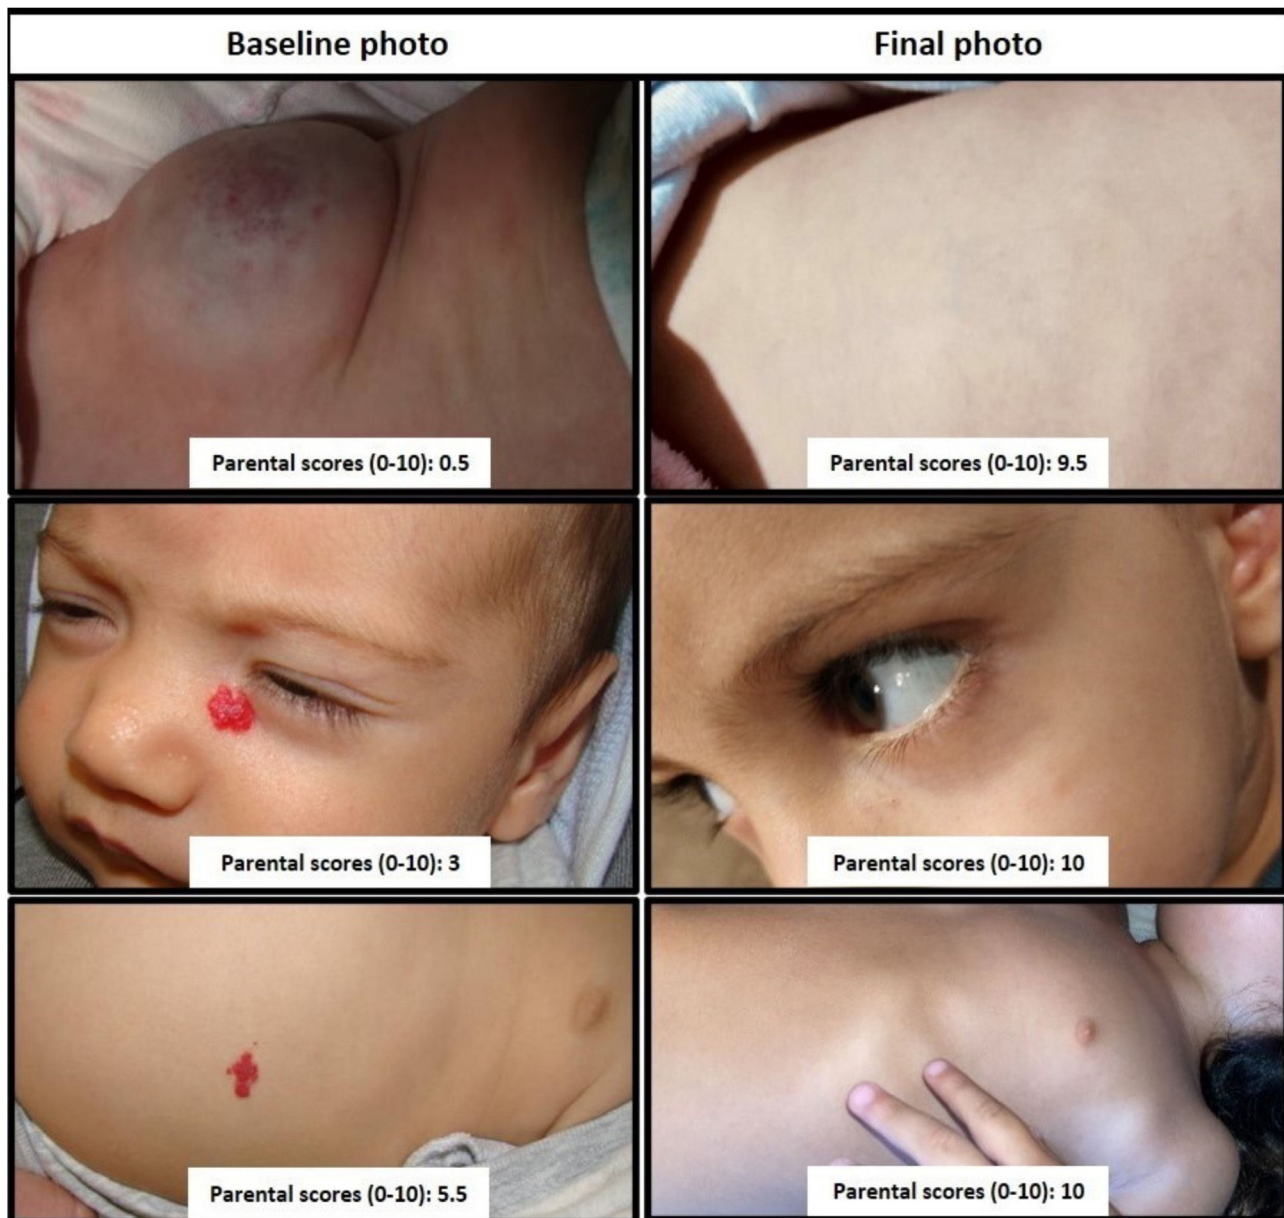 Baseline photo
Final photo
Parental scores (0-10): 0.5
Parental scores (0-10): 9.5
Parental scores (0-10): 3
Parental scores (0-10): 10
Parental scores (0-10): 5.5
Parental scores (0-10): 10